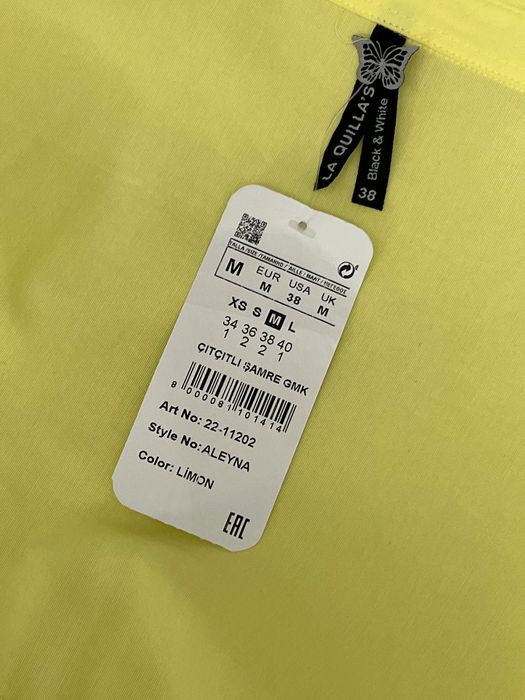 LA QUILLA'S
Black & White
38
TALLA /SIZE /TAMANHO / AILLE / MAAT /
M EUR USA UK
M 38 M
XS S M L
34 36 38 40
1 2 2 1
ÇITÇITLI ŞAMRE GMK
8 000081 101414
Art No: 22-11202
Style No: ALEYNA
Color: LİMON
EAC